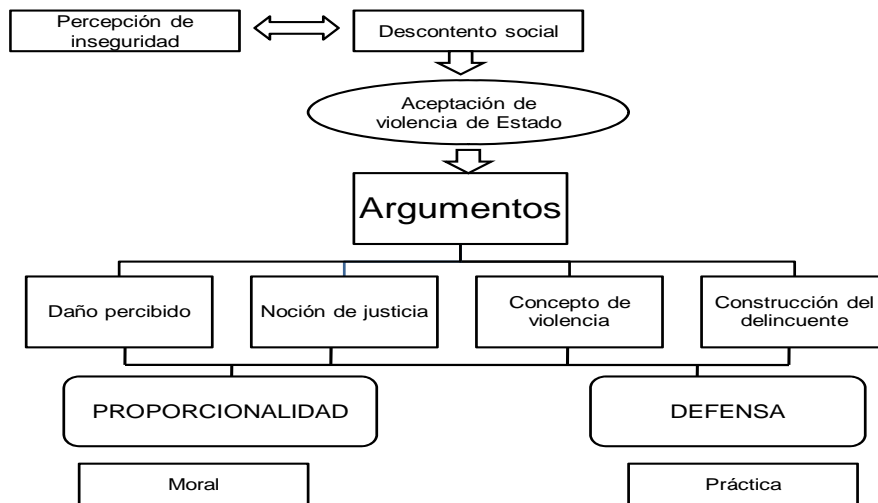 Percepción de
inseguridad
Descontento social
Aceptación de
violencia de Estado
Argumentos
Daño percibido
Noción de justicia
Concepto de
violencia
Construcción del
delincuente
PROPORCIONALIDAD
DEFENSA
Moral
Práctica